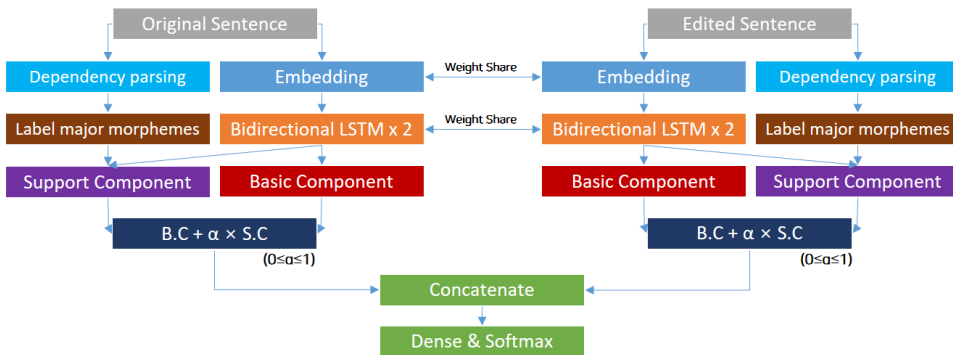 Original Sentence
Edited Sentence
Dependency parsing
Embedding
Weight Share
Embedding
Dependency parsing
Label major morphemes
Bidirectional LSTM x 2
Weight Share
Bidirectional LSTM x 2
Label major morphemes
Support Component
Basic Component
Basic Component
Support Component
B.C + α × S.C
B.C + α × S.C
(0≤α≤1)
(0≤α≤1)
Concatenate
Dense & Softmax